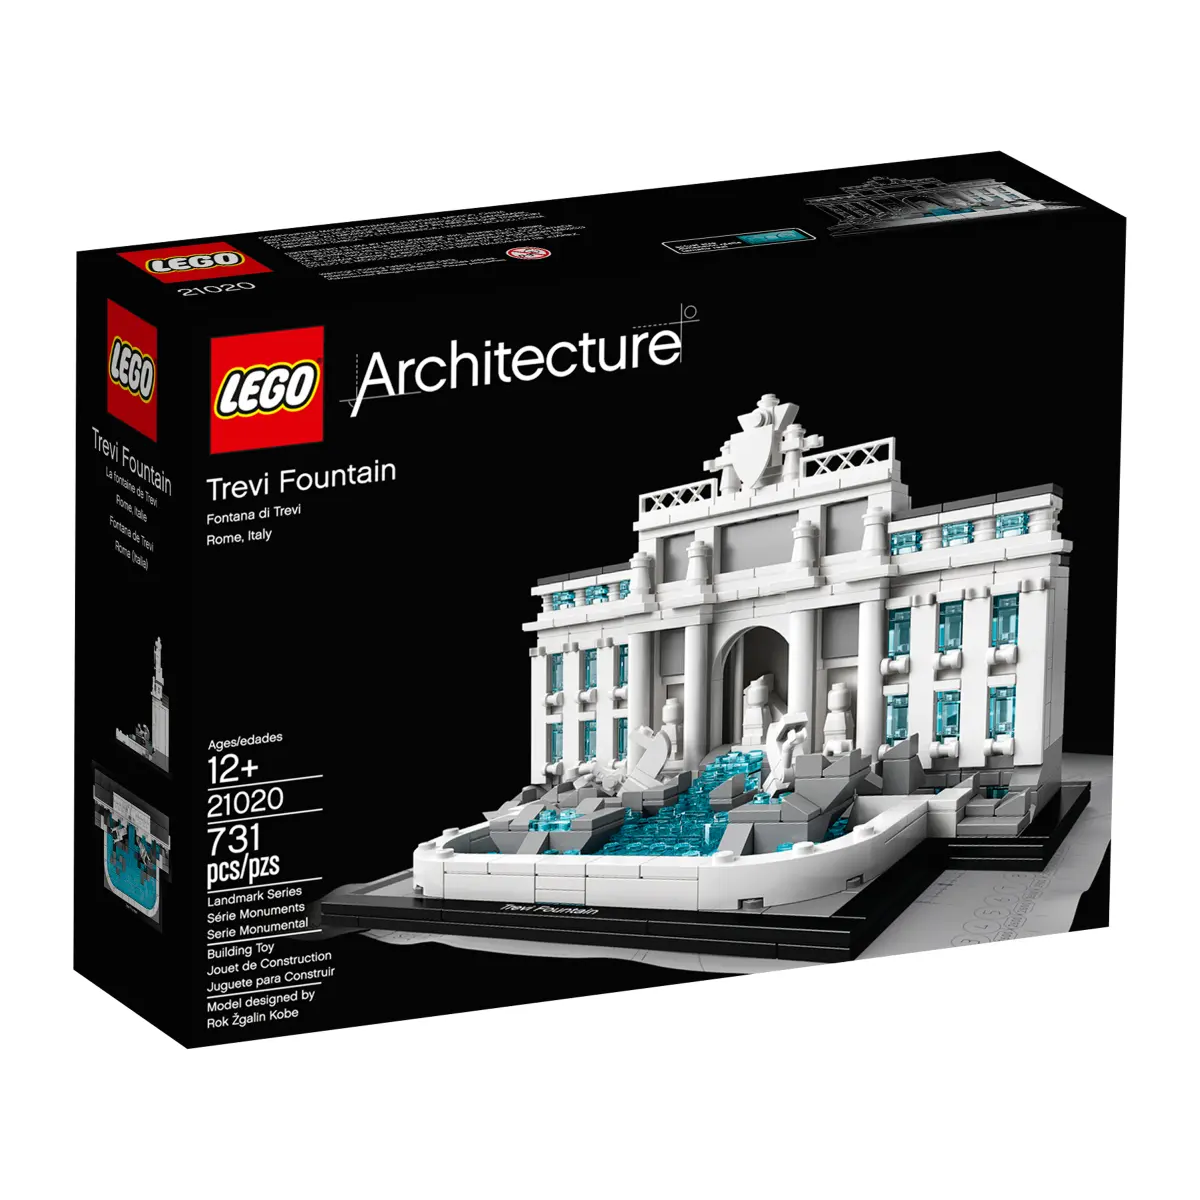 LEGO
21020
LEGO
Trevi Fountain
La fontaine de Trevi
Rome, Italie
Fontana de Trevi
Roma (Italia)
LEGO
Architecture
Trevi Fountain
Fontana di Trevi
Rome, Italy
Ages/edades
12+
21020
731
pcs/pzs
Landmark Series
Série Monuments
Serie Monumental
Building Toy
Jouet de Construction
Juguete para Construir
Model designed by
Rok Žgalin Kobe
Trevi Fountain